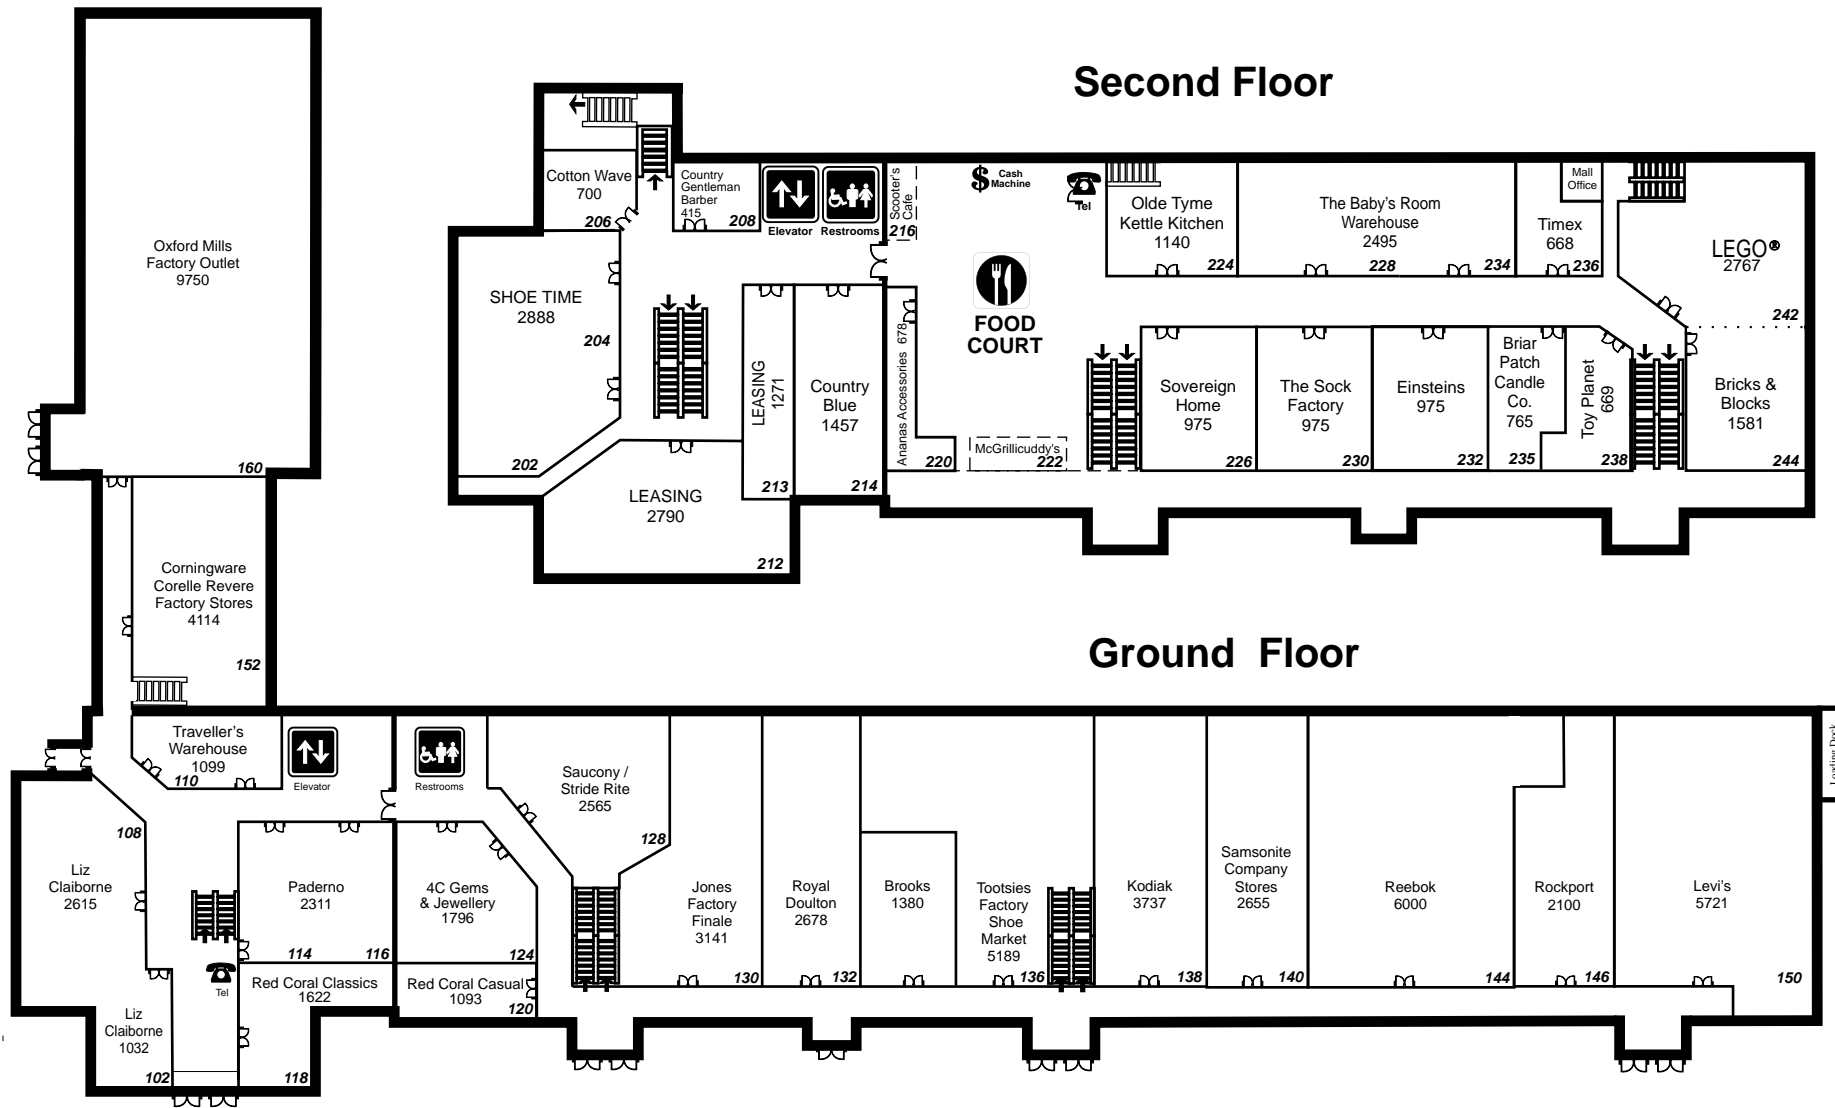 Second Floor
Oxford Mills
Factory Outlet
9750
160
Cotton Wave
700
206
Country
Gentleman
Barber
415
208
Elevator
Restrooms
Scooter's
Cafe
216
$ Cash
Machine
Tel
Olde Tyme
Kettle Kitchen
1140
224
The Baby's Room
Warehouse
2495
228
234
Mall
Office
Timex
668
236
LEGO®
2767
242
SHOE TIME
2888
204
202
LEASING
1271
213
Country
Blue
1457
214
Ananas Accessories 678
220
FOOD
COURT
McGrillicuddy's
222
Sovereign
Home
975
226
The Sock
Factory
975
230
Einsteins
975
232
Briar
Patch
Candle
Co.
765
235
Toy Planet
669
238
Bricks &
Blocks
1581
244
LEASING
2790
212
Corningware
Corelle Revere
Factory Stores
4114
152
Ground Floor
Traveller's
Warehouse
1099
110
Elevator
Restrooms
Saucony /
Stride Rite
2565
128
Loading Dock
108
Liz
Claiborne
2615
Paderno
2311
114
116
4C Gems
& Jewellery
1796
124
Jones
Factory
Finale
3141
130
Royal
Doulton
2678
132
Brooks
1380
Tootsies
Factory
Shoe
Market
5189
136
Kodiak
3737
138
Samsonite
Company
Stores
2655
140
Reebok
6000
144
Rockport
2100
146
Levi's
5721
150
Tel
Red Coral Classics
1622
118
Red Coral Casual
1093
120
Liz
Claiborne
1032
102